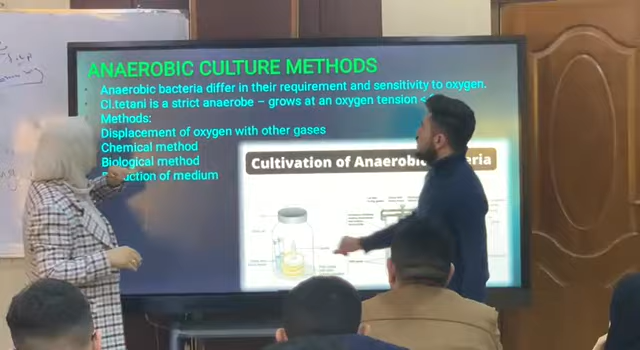 ANAEROBIC CULTURE METHODS
Anaerobic bacteria differ in their requirement and sensitivity to oxygen.
Cl.tetani is a strict anaerobe – grows at an oxygen tension <
Methods:
Displacement of oxygen with other gases
Chemical method
Biological method
of medium
Cultivation of